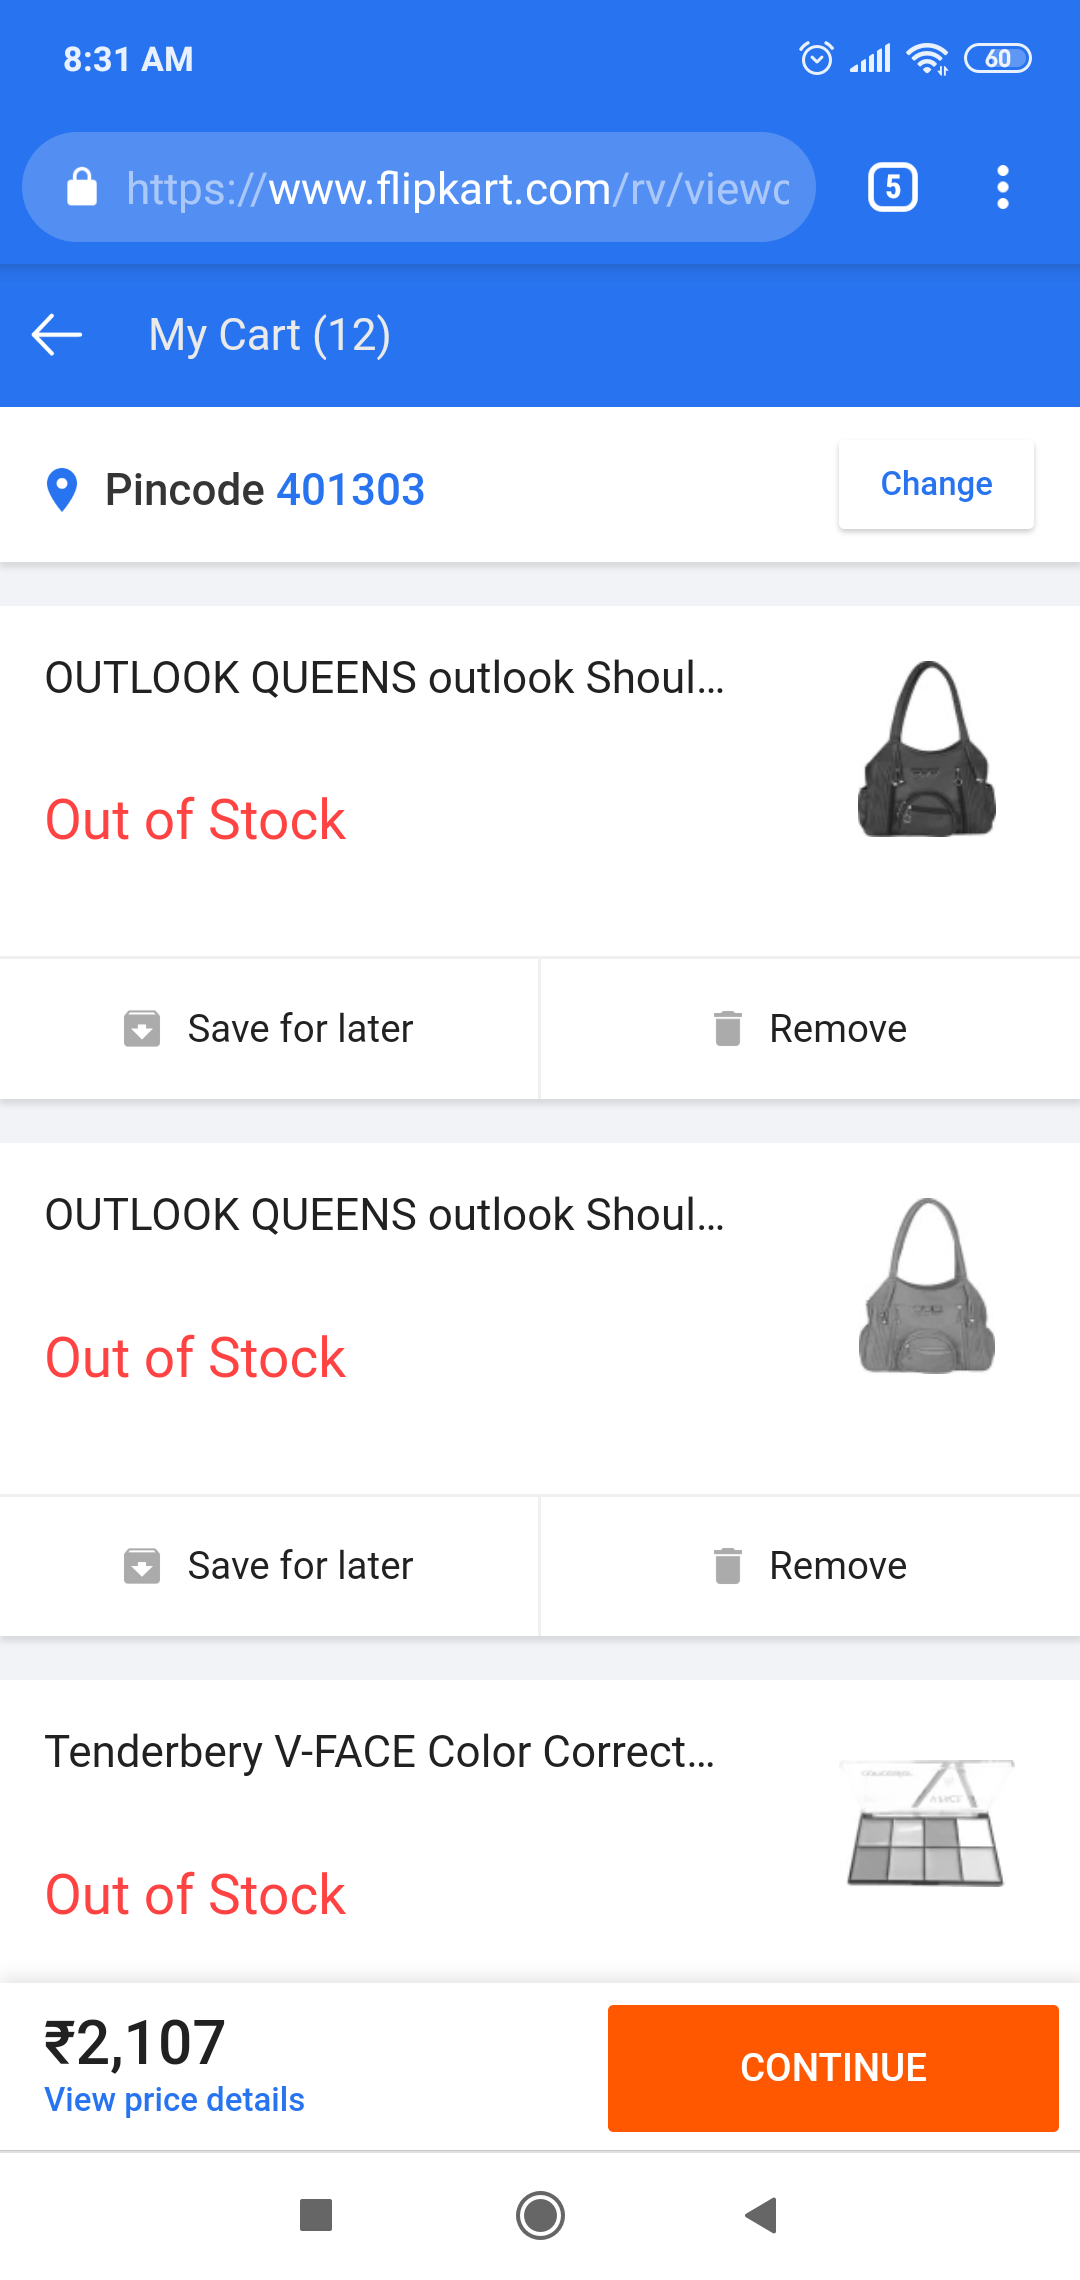 8:31 AM
60
https://www.flipkart.com/rv/viewc
5
My Cart (12)
Pincode 401303
Change
OUTLOOK QUEENS outlook Shoul...
Out of Stock
Save for later
Remove
OUTLOOK QUEENS outlook Shoul...
Out of Stock
Save for later
Remove
Tenderbery V-FACE Color Correct...
Out of Stock
₹2,107
View price details
CONTINUE